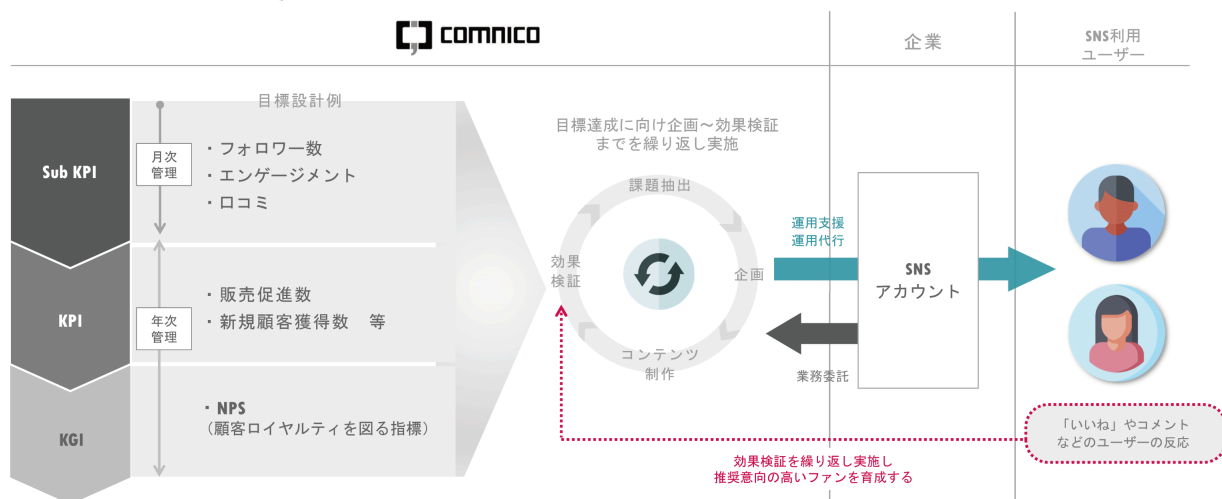 comnico
企業
SNS利用
ユーザー
目標設計例
Sub KPI
月次
管理
・フォロワー数
・エンゲージメント
・口コミ
KPI
年次
管理
・販売促進数
・新規顧客獲得数　等
KGI
・NPS
(顧客ロイヤルティを図る指標)
目標達成に向け企画〜効果検証
までを繰り返し実施
課題抽出
効果
検証
企画
コンテンツ
制作
運用支援
運用代行
業務委託
SNS
アカウント
「いいね」やコメント
などのユーザーの反応
効果検証を繰り返し実施し
推奨意向の高いファンを育成する